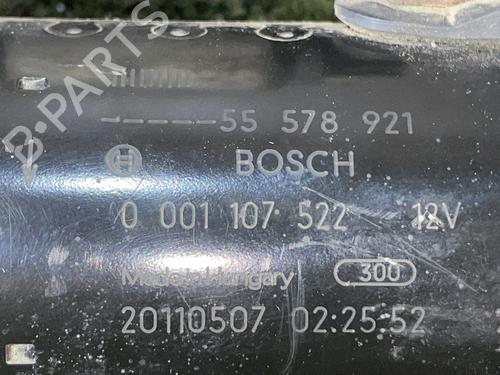 B-PARTS
-----55 578 921
BOSCH
0 001 107 522 12V
Made in Hungary 300
20110507 02:25:52